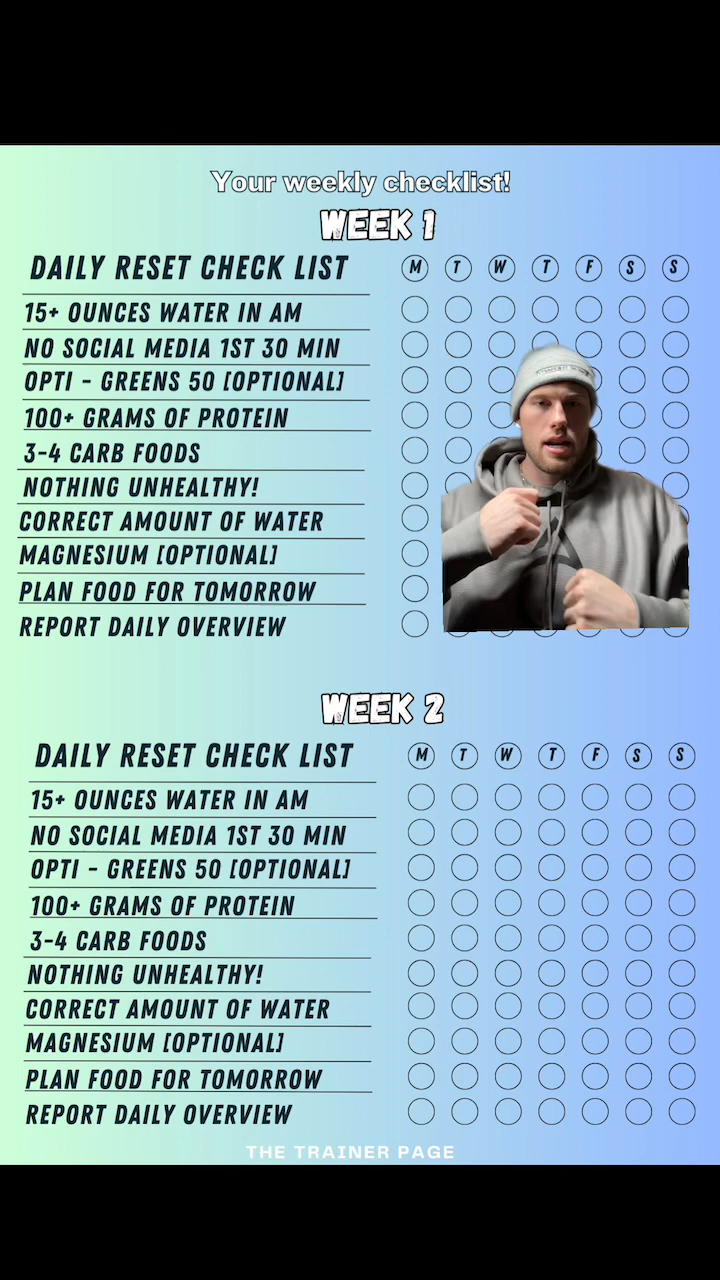 Your weekly checklist!
WEEK 1
DAILY RESET CHECK LIST M T W T F S S
15+ OUNCES WATER IN AM
NO SOCIAL MEDIA 1ST 30 MIN
OPTI - GREENS 50 [OPTIONAL]
100+ GRAMS OF PROTEIN
3-4 CARB FOODS
NOTHING UNHEALTHY!
CORRECT AMOUNT OF WATER
MAGNESIUM [OPTIONAL]
PLAN FOOD FOR TOMORROW
REPORT DAILY OVERVIEW
WEEK 2
DAILY RESET CHECK LIST M T W T F S S
15+ OUNCES WATER IN AM
NO SOCIAL MEDIA 1ST 30 MIN
OPTI - GREENS 50 [OPTIONAL]
100+ GRAMS OF PROTEIN
3-4 CARB FOODS
NOTHING UNHEALTHY!
CORRECT AMOUNT OF WATER
MAGNESIUM [OPTIONAL]
PLAN FOOD FOR TOMORROW
REPORT DAILY OVERVIEW
THE TRAINER PAGE